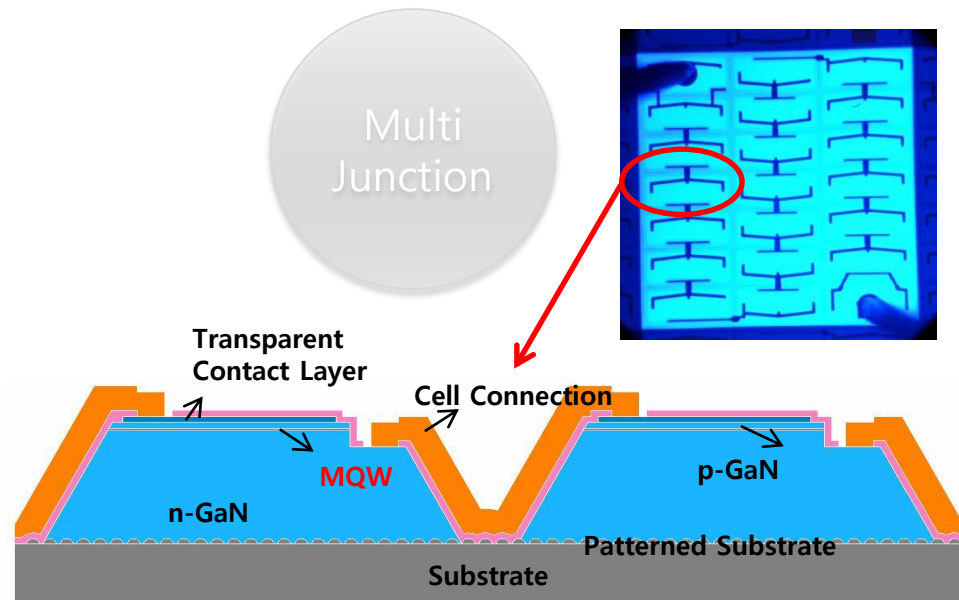 Multi
Junction
Transparent
Contact Layer
Cell Connection
MQW
p-GaN
n-GaN
Patterned Substrate
Substrate